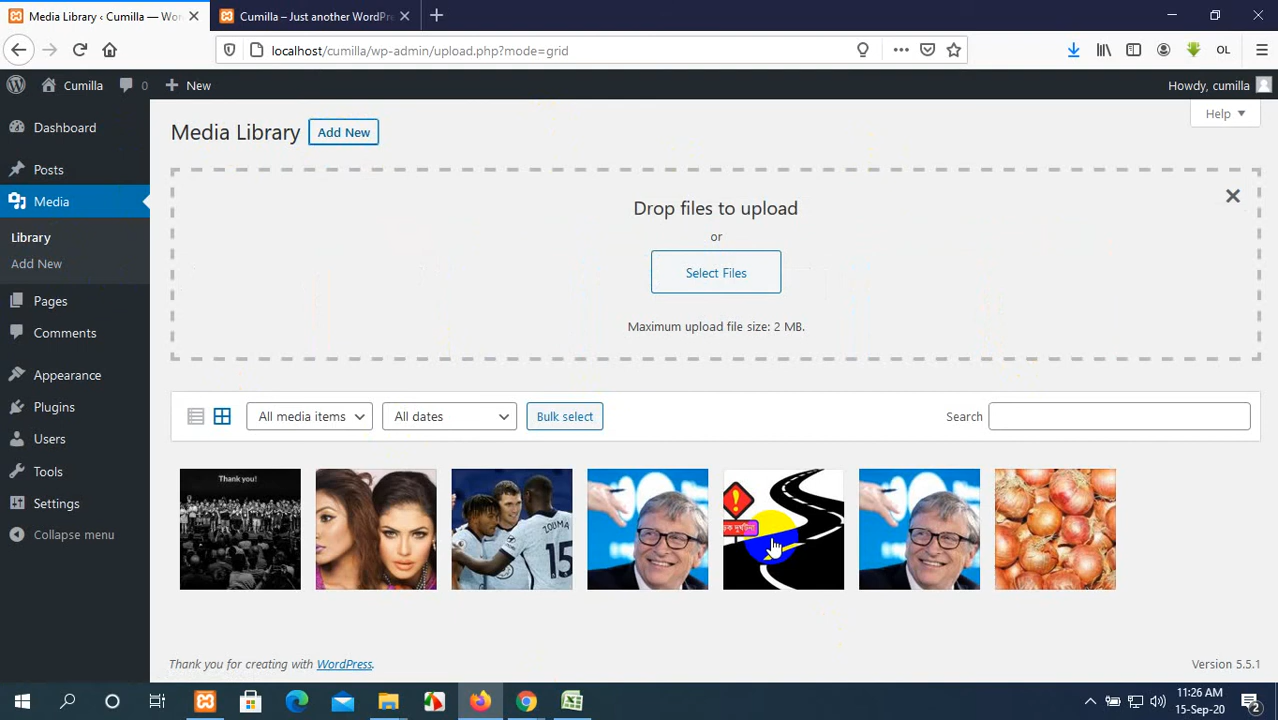 Media Library ‹ Cumilla — Wor
Cumilla – Just another WordPr
localhost/cumilla/wp-admin/upload.php?mode=grid
OL
Cumilla
0
New
Howdy, cumilla
Dashboard
Posts
Media
Library
Add New
Pages
Comments
Appearance
Plugins
Users
Tools
Settings
Collapse menu
Media Library
Add New
Help
Drop files to upload
or
Select Files
Maximum upload file size: 2 MB.
All media items
All dates
Bulk select
Search
Thank you!
ZOUMA
15
Thank you for creating with WordPress.
Version 5.5.1
11:26 AM
15-Sep-20
2